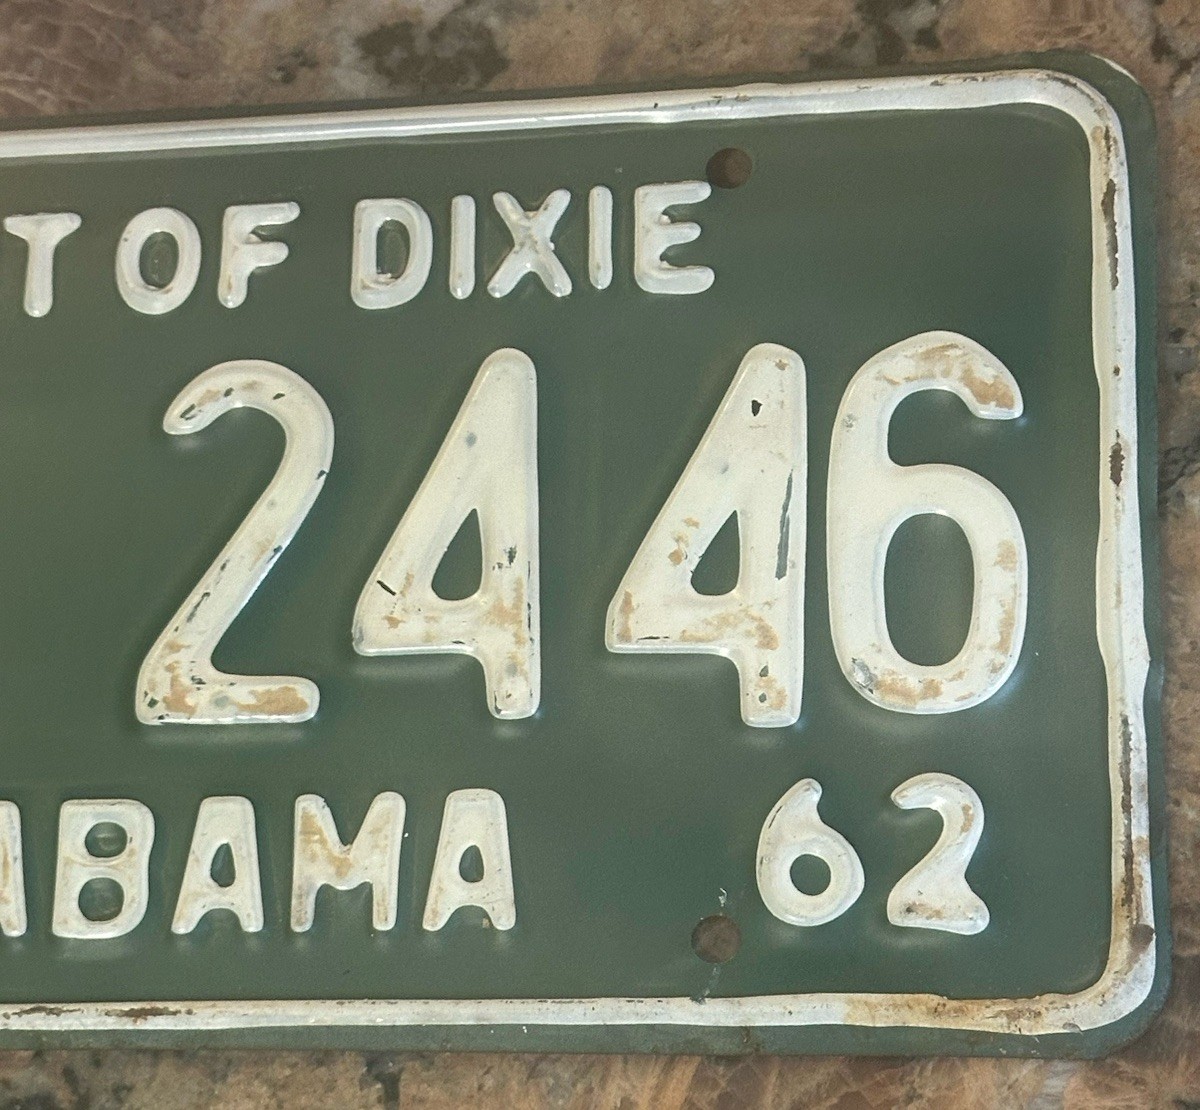 T OF DIXIE
2446
ABAMA 62